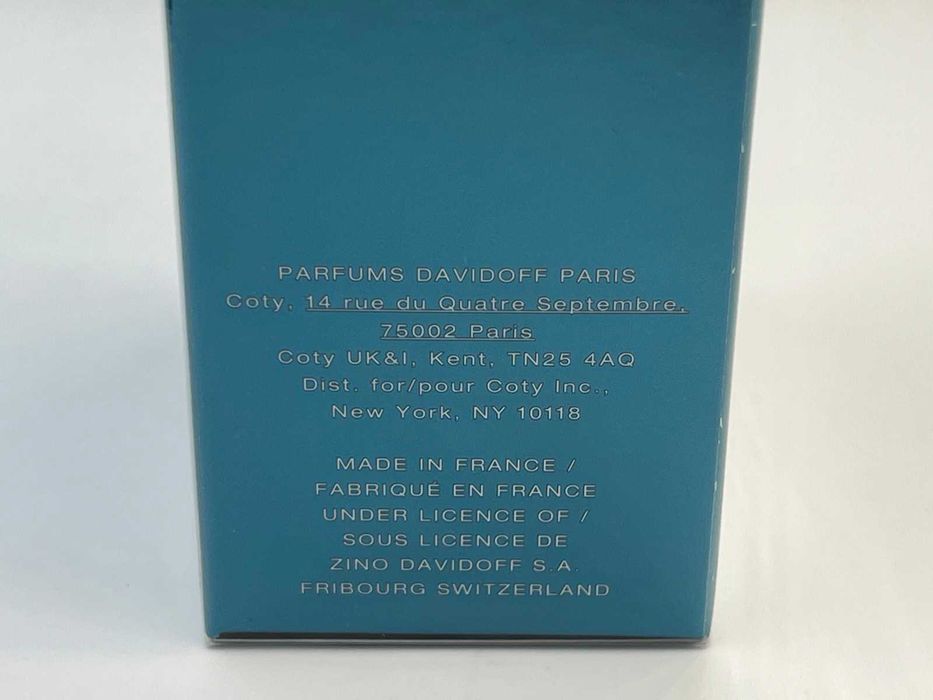 PARFUMS DAVIDOFF PARIS
Coty, 14 rue du Quatre Septembre,
75002 Paris
Coty UK&I, Kent, TN25 4AQ
Dist. for/pour Coty Inc.,
New York, NY 10118
MADE IN FRANCE /
FABRIQUÉ EN FRANCE
UNDER LICENCE OF /
SOUS LICENCE DE
ZINO DAVIDOFF S.A.
FRIBOURG SWITZERLAND